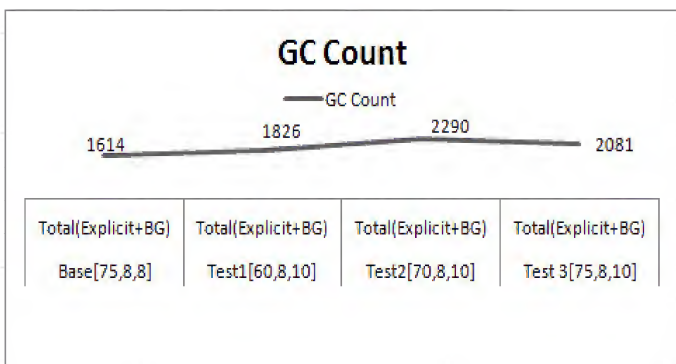 GC Count
GC Count
1614 1826 2290 2081
Total(Explicit+BG) Total(Explicit+BG) Total(Explicit+BG) Total(Explicit+BG)
Base[75,8,8] Test1[60,8,10] Test2[70,8,10] Test 3[75,8,10]